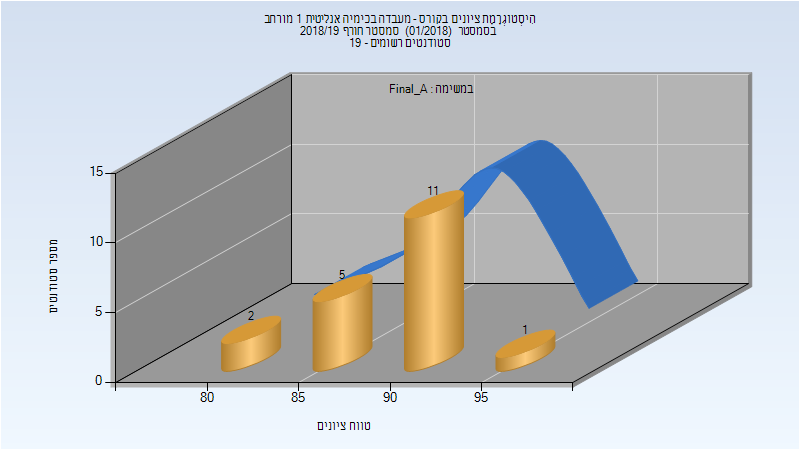 היסטוגרמת ציונים בקורס - מעבדה בכימיה אנליטית 1 מורחב
בסמסטר (01/2018) סמסטר חורף 2018/19
סטודנטים רשומים - 19
במשימה : Final_A
15
10
5
0
מספר סטודנטים
2
5
11
1
80
85
90
95
טווח ציונים